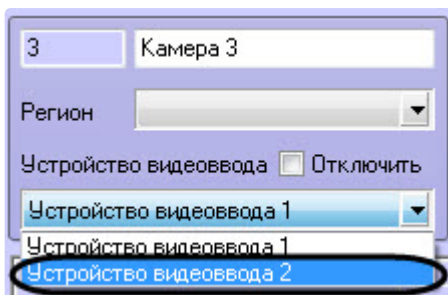 3 Камера 3
Регион
Устройство видеоввода Отключить
Устройство видеоввода 1
Устройство видеоввода 1
Устройство видеоввода 2